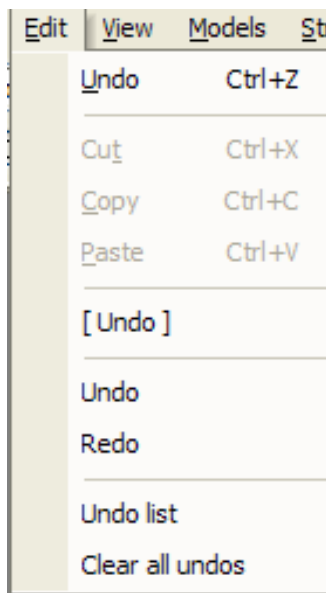 Edit View Models St
Undo Ctrl+Z
Cut Ctrl+X
Copy Ctrl+C
Paste Ctrl+V
[ Undo ]
Undo
Redo
Undo list
Clear all undos